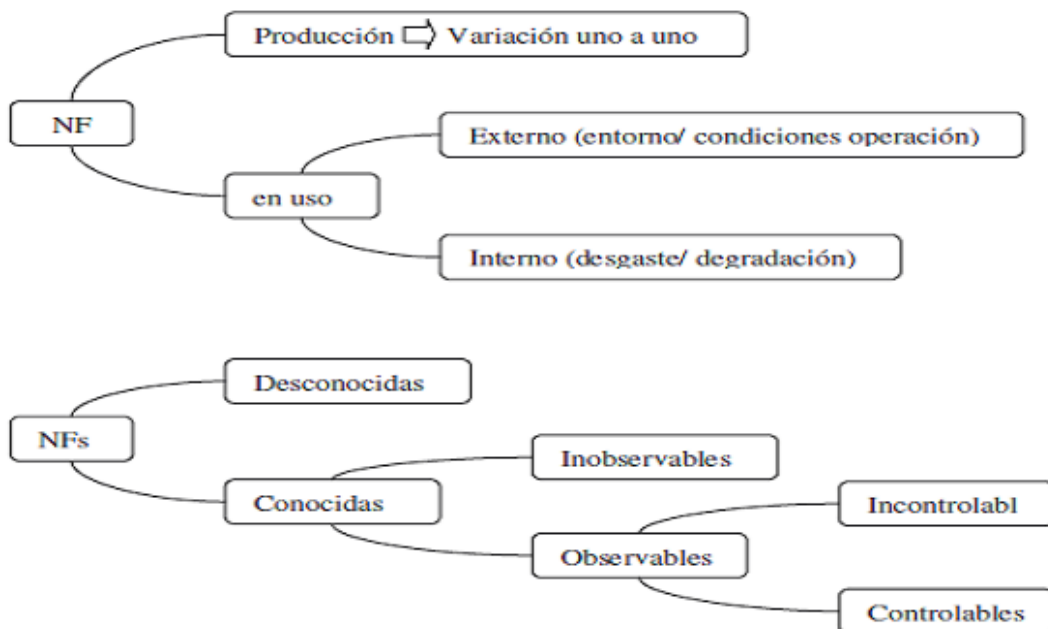 Producción ⇨ Variación uno a uno
NF
Externo (entorno/ condiciones operación)
en uso
Interno (desgaste/ degradación)
Desconocidas
NFs
Inobservables
Conocidas
Incontrolabl
Observables
Controlables